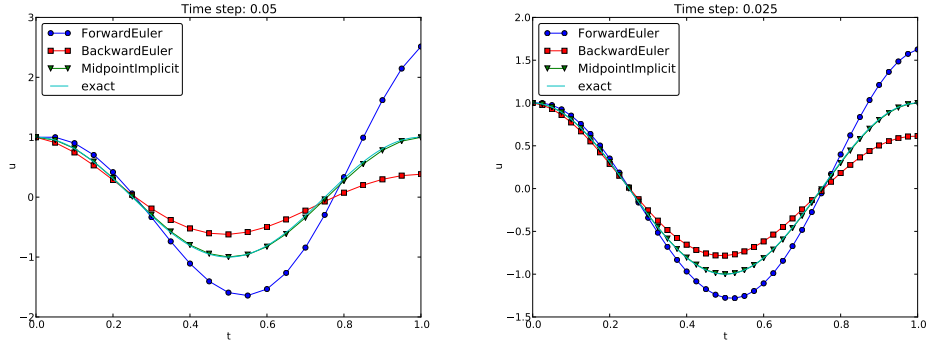 Time step: 0.05
3
2
1
0
−1
−2
u
0.0
0.2
0.4
0.6
0.8
1.0
t
ForwardEuler
BackwardEuler
MidpointImplicit
exact
Time step: 0.025
2.0
1.5
1.0
0.5
0.0
−0.5
−1.0
−1.5
u
0.0
0.2
0.4
0.6
0.8
1.0
t
ForwardEuler
BackwardEuler
MidpointImplicit
exact